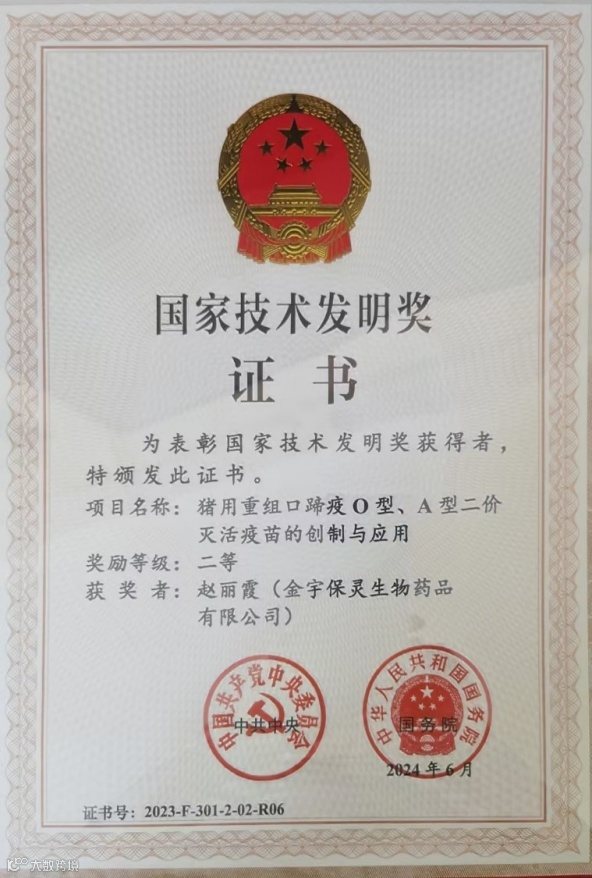 国家技术发明奖
证书
为表彰国家技术发明奖获得者，
特颁发此证书。
项目名称：猪用重组口蹄疫O型、A型二价
灭活疫苗的创制与应用
奖励等级：二等
获奖者：赵丽霞（金宇保灵生物药品
有限公司）
中国共产党中央委员会
中共中央
中华人民共和国国务院
国务院
2024年6月
证书号：2023-F-301-2-02-R06
大数跨境